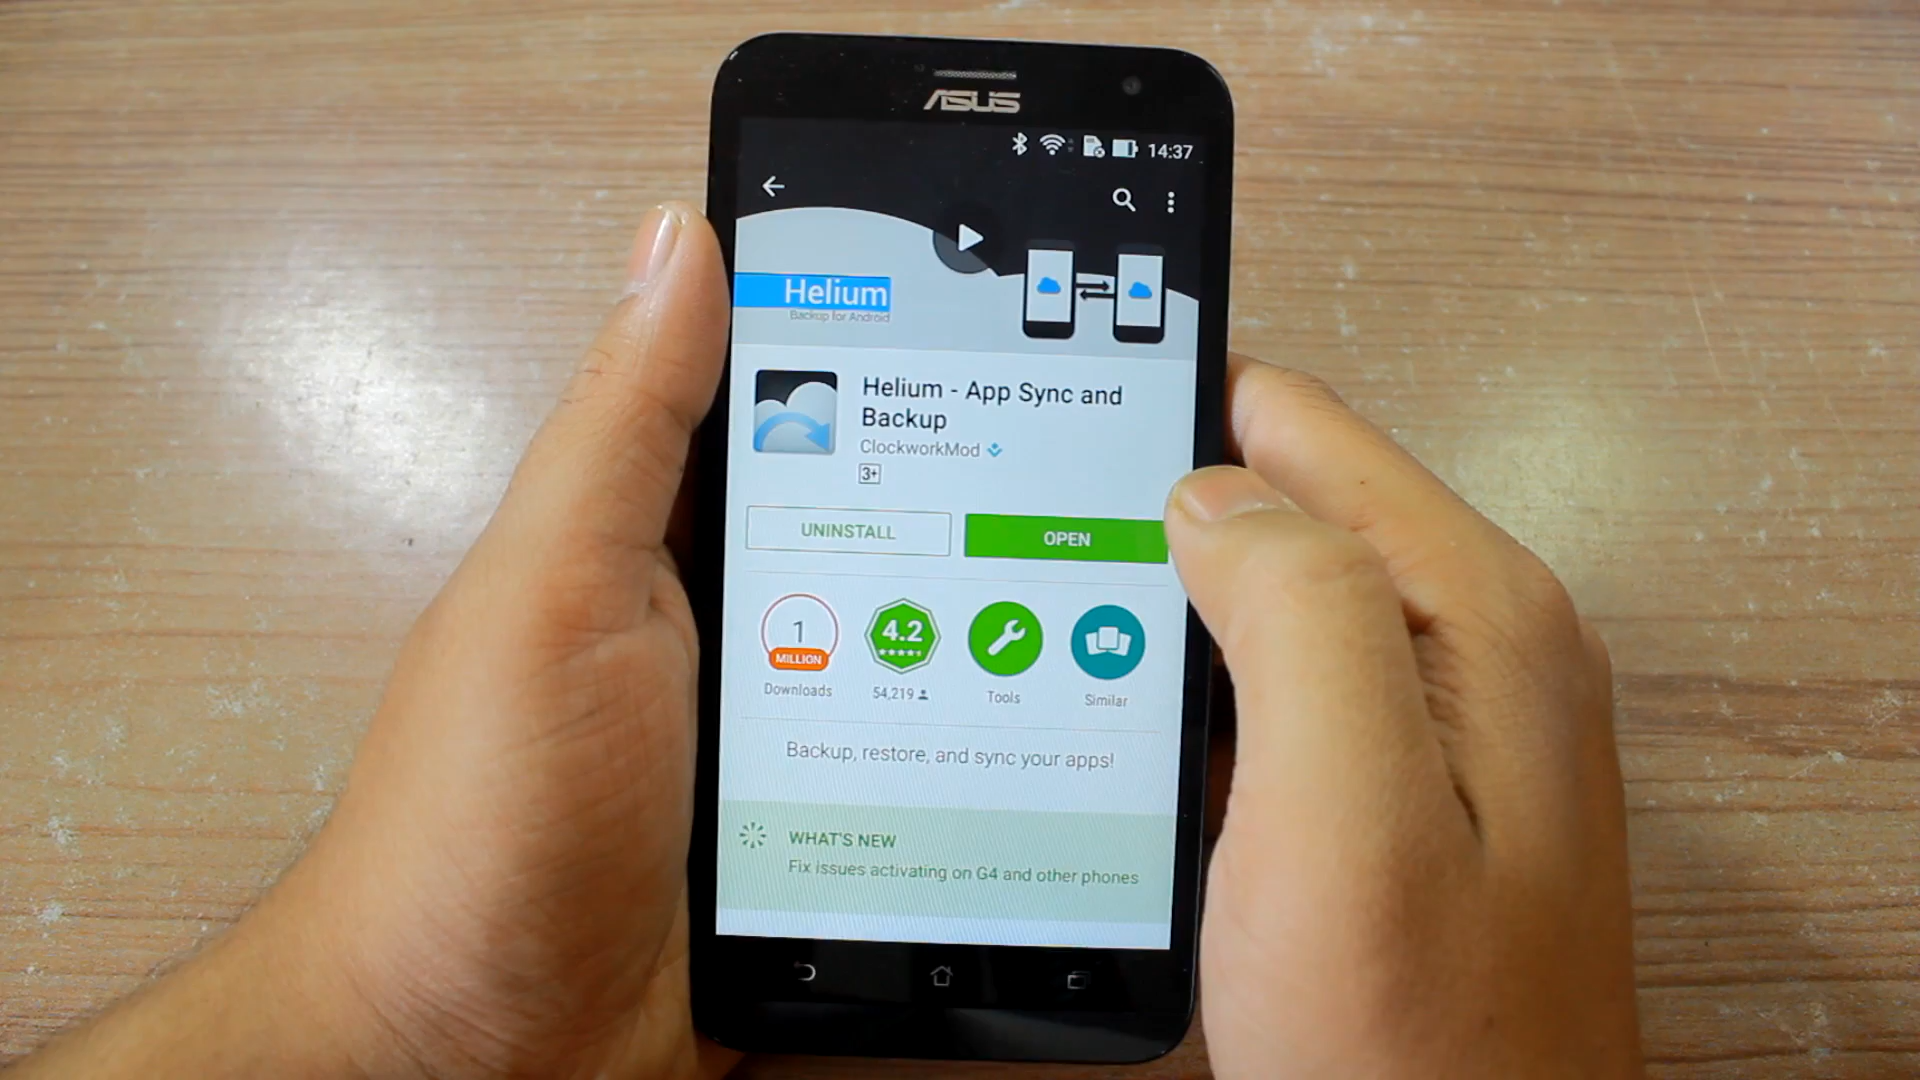 ASUS
14:37
Helium
Backup for Android
Helium - App Sync and
Backup
ClockworkMod
3+
UNINSTALL
OPEN
1
MILLION
Downloads
4.2
54,219
Tools
Similar
Backup, restore, and sync your apps!
WHAT'S NEW
Fix issues activating on G4 and other phones